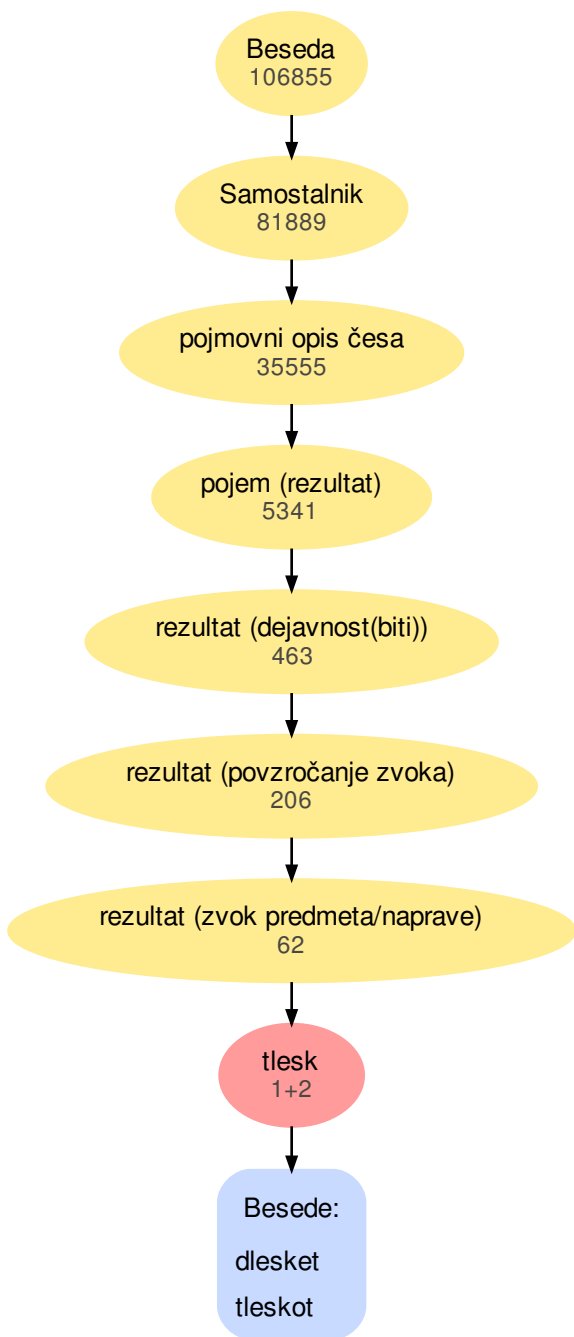 Beseda
106855
Samostalnik
81889
pojmovni opis česa
35555
pojem (rezultat)
5341
rezultat (dejavnost(biti))
463
rezultat (povzročanje zvoka)
206
rezultat (zvok predmeta/naprave)
62
tlesk
1+2
Besede:
dlesket
tleskot